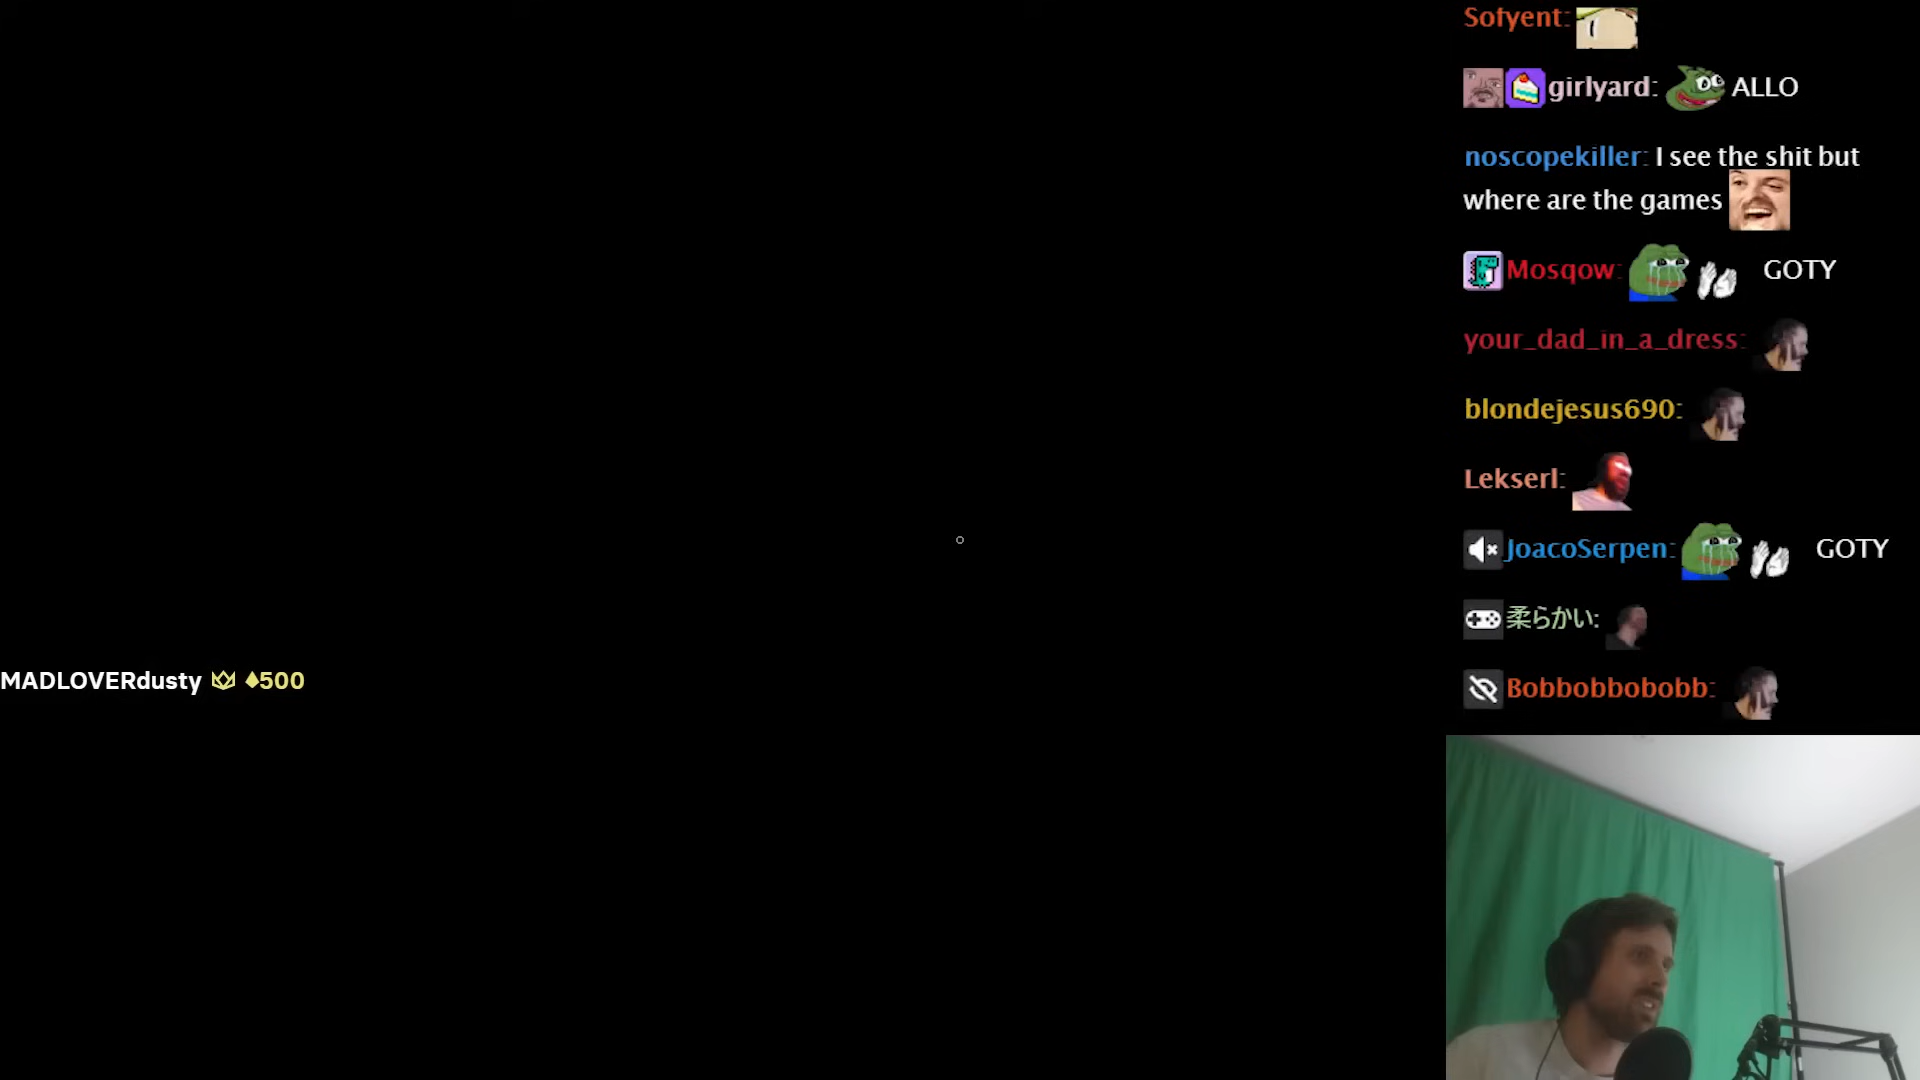 Sofyent:
girlyard: ALLO
noscopekiller: I see the shit but
where are the games
Mosqow: GOTY
your_dad_in_a_dress:
blondejesus690:
Lekserl:
JoacoSerpen: GOTY
柔らかい:
MADLOVERdusty ♦500
Bobbobbobobb: